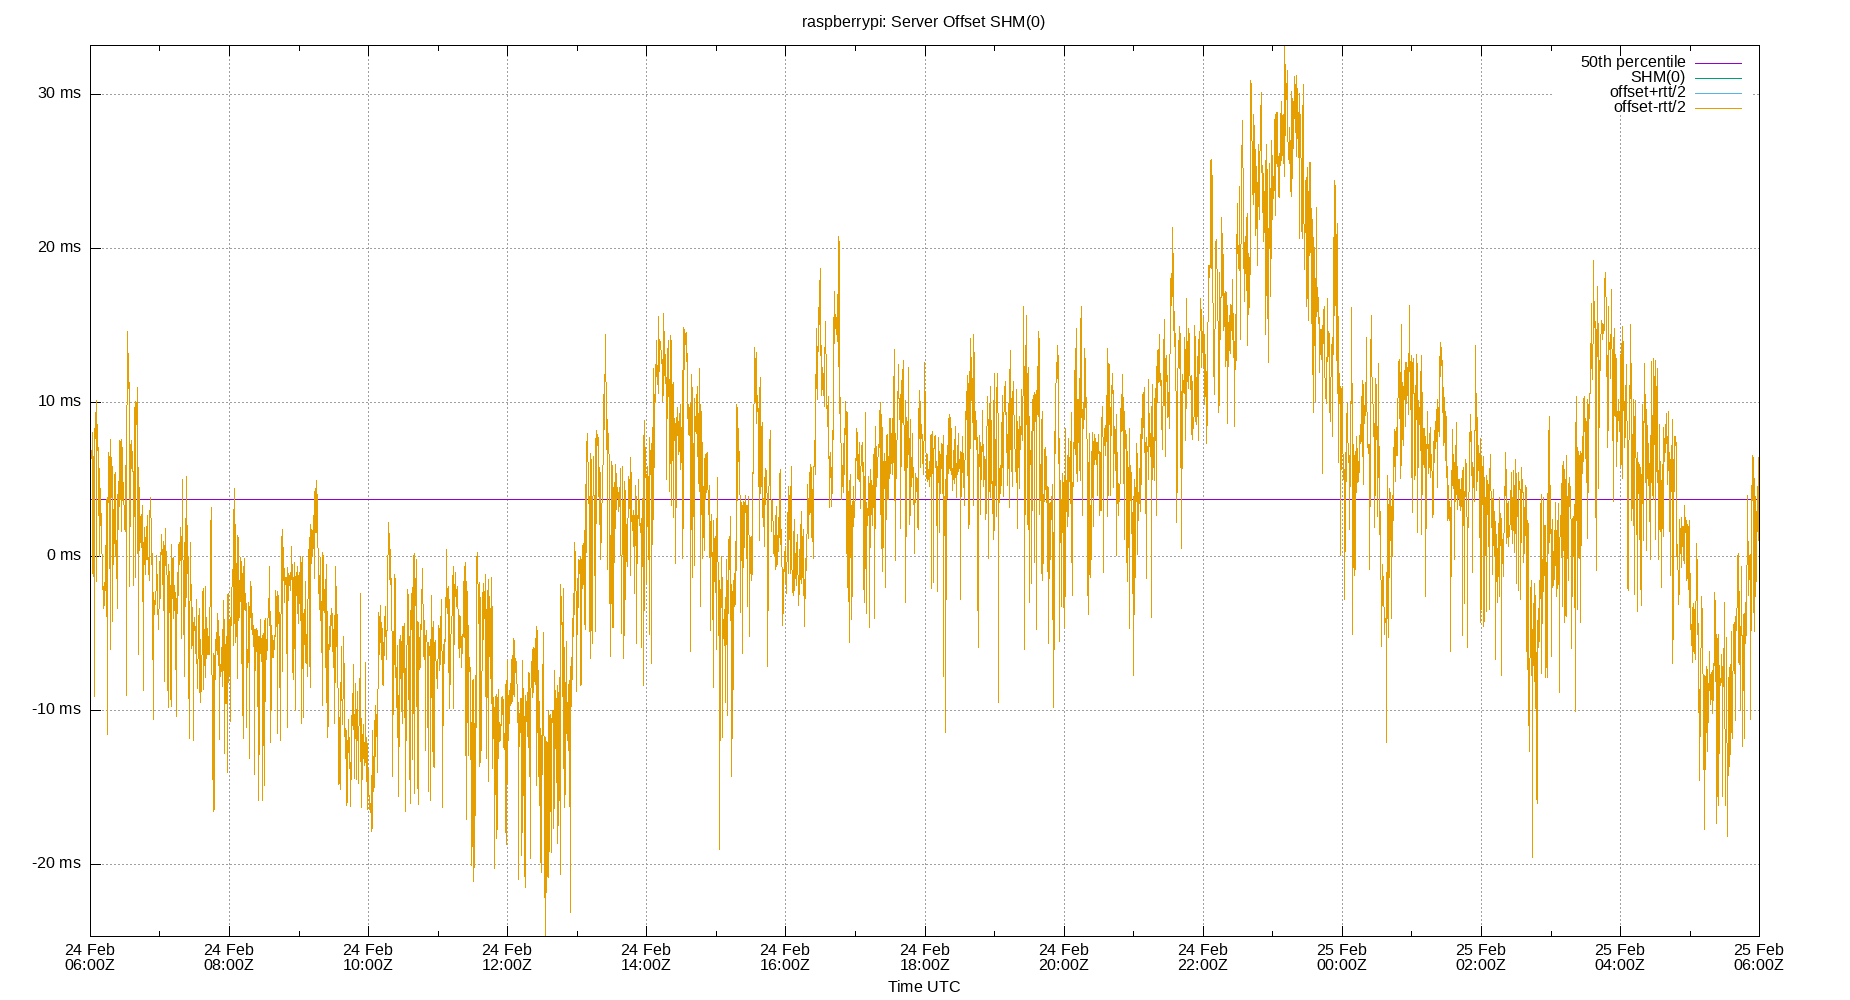 raspberrypi: Server Offset SHM(0)
50th percentile
SHM(0)
offset+rtt/2
offset-rtt/2
30 ms
20 ms
10 ms
0 ms
-10 ms
-20 ms
24 Feb 24 Feb 24 Feb 24 Feb 24 Feb 24 Feb 24 Feb 24 Feb 24 Feb 25 Feb 25 Feb 25 Feb 25 Feb
06:00Z 08:00Z 10:00Z 12:00Z 14:00Z 16:00Z 18:00Z 20:00Z 22:00Z 00:00Z 02:00Z 04:00Z 06:00Z
Time UTC